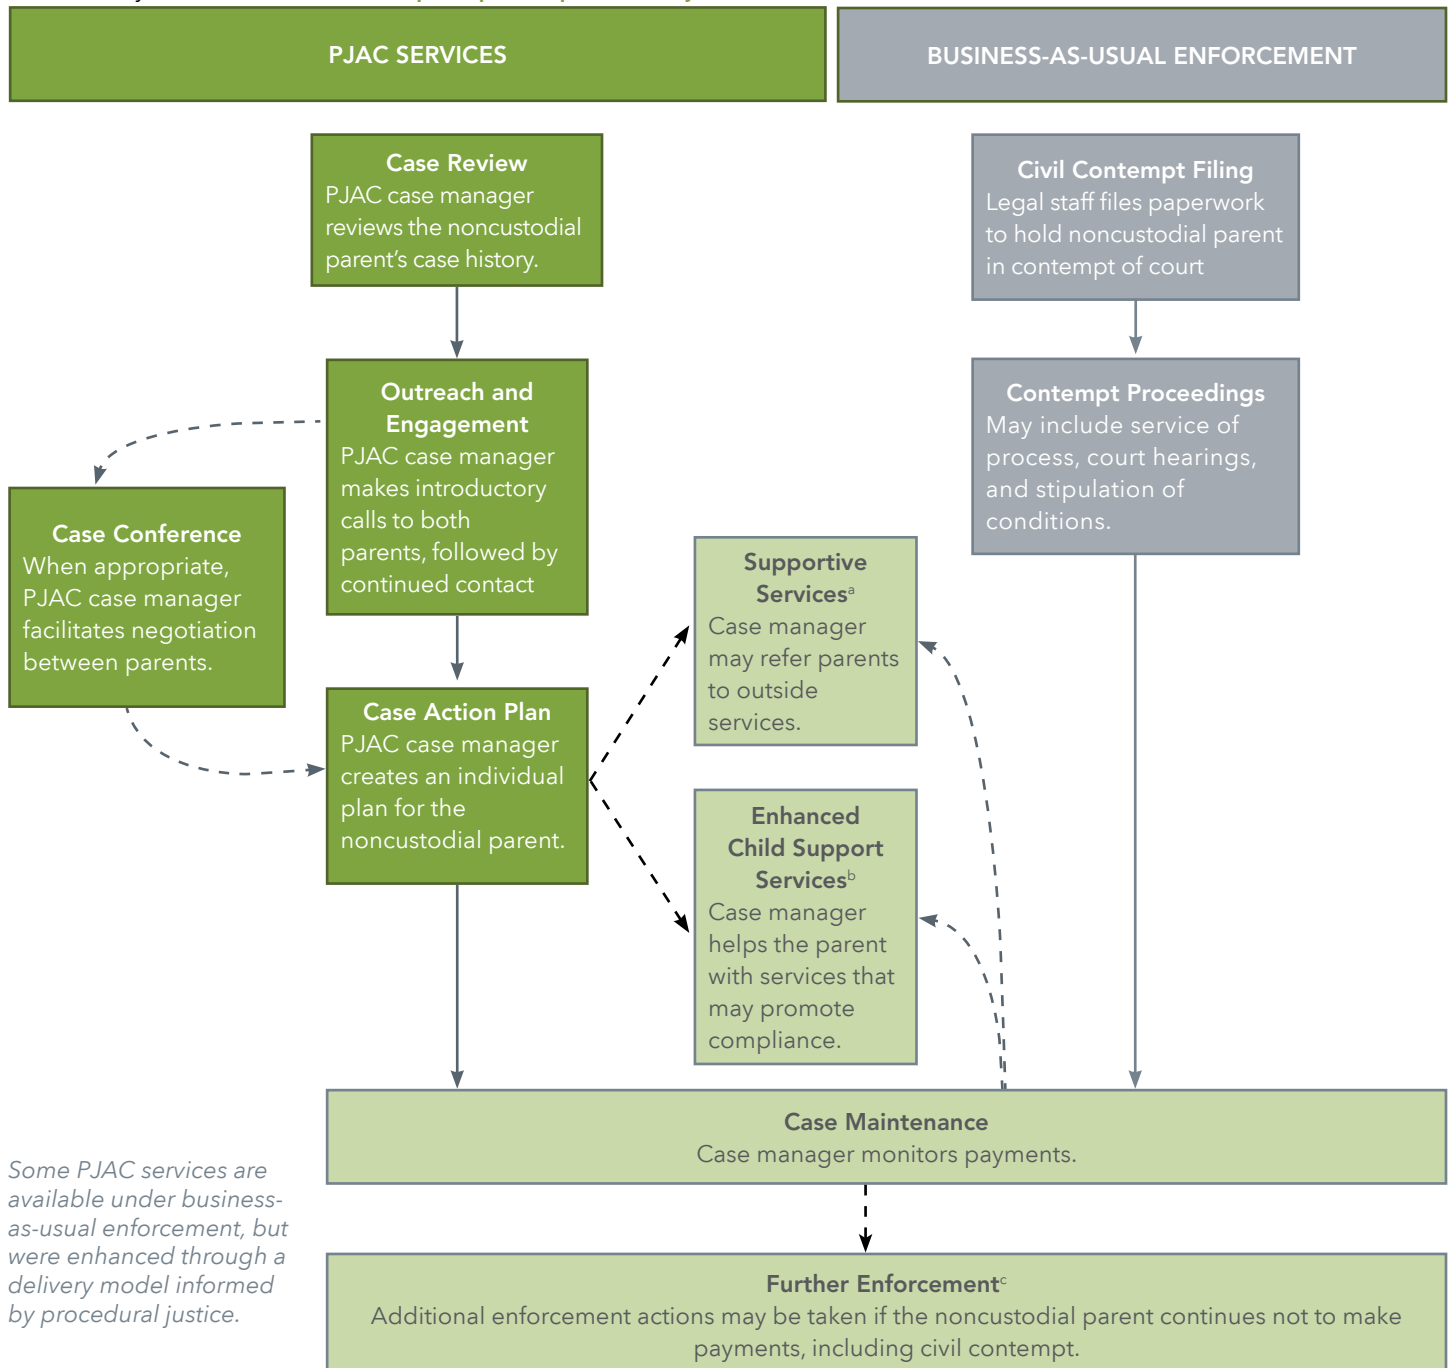 PJAC SERVICES
BUSINESS-AS-USUAL ENFORCEMENT
Case Review
PJAC case manager
reviews the noncustodial
parent's case history.
Civil Contempt Filing
Legal staff files paperwork
to hold noncustodial parent
in contempt of court
Outreach and
Engagement
PJAC case manager
makes introductory
calls to both
parents, followed by
continued contact
Contempt Proceedings
May include service of
process, court hearings,
and stipulation of
conditions.
Case Conference
When appropriate,
PJAC case manager
facilitates negotiation
between parents.
Supportive
Servicesa
Case manager
may refer parents
to outside
services.
Case Action Plan
PJAC case manager
creates an individual
plan for the
noncustodial parent.
Enhanced
Child Support
Servicesb
Case manager
helps the parent
with services that
may promote
compliance.
Case Maintenance
Case manager monitors payments.
Some PJAC services are
available under business-
as-usual enforcement, but
were enhanced through a
delivery model informed
by procedural justice.
Further Enforcementc
Additional enforcement actions may be taken if the noncustodial parent continues not to make
payments, including civil contempt.